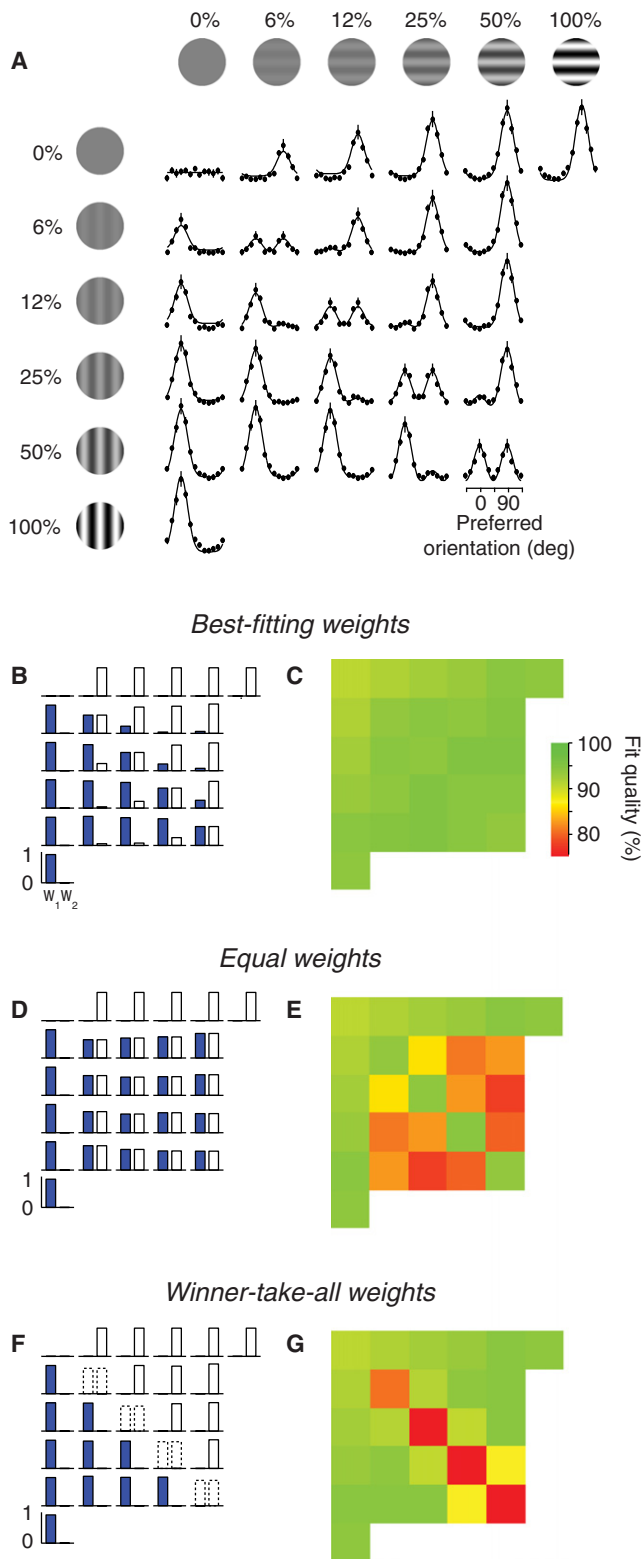 0% 6% 12% 25% 50% 100%
A
0%
6%
12%
25%
50%
100%
0 90
Preferred
orientation (deg)
Best-fitting weights
B
C
1
0
W1 W2
100
90
80
Fit quality (%)
Equal weights
D
E
1
0
Winner-take-all weights
F
G
1
0